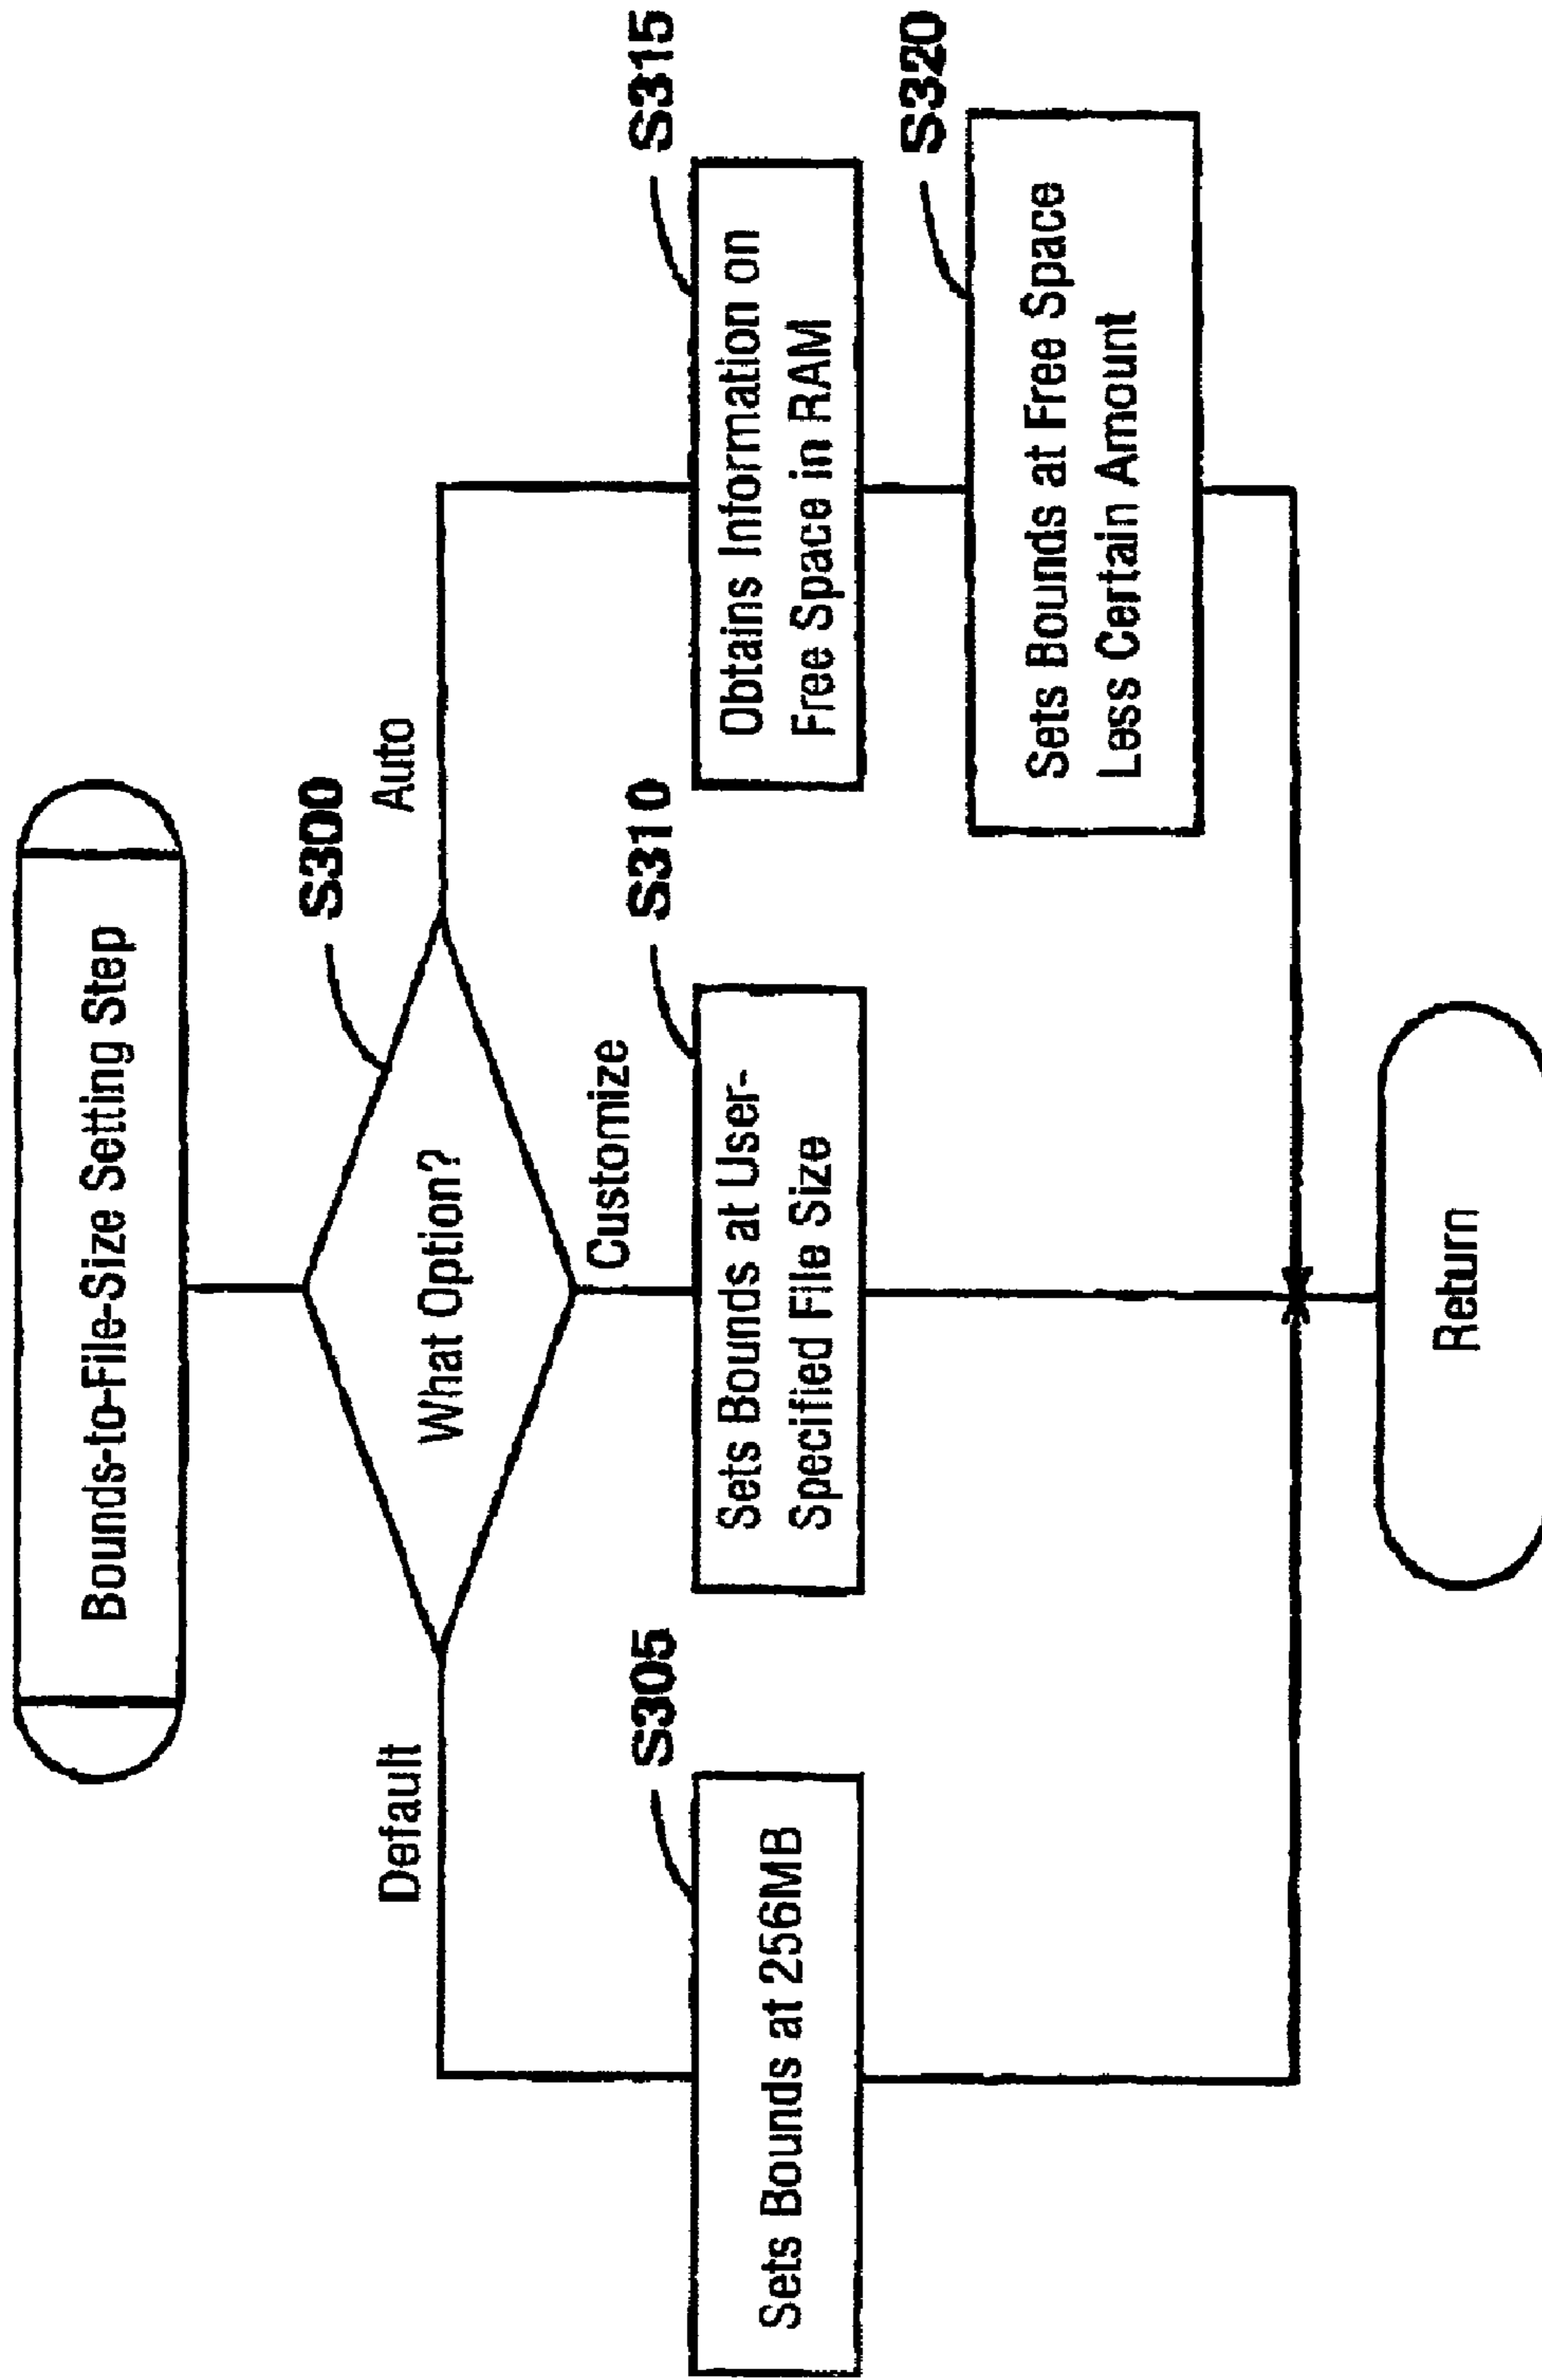 Bounds-to-File-Size Setting Step
S300
What Option?
Default
Customize
Auto
S305
Sets Bounds at 256MB
S310
Sets Bounds at User-
Specified File Size
S315
Obtains Information on
Free Space in RAM
S320
Sets Bounds at Free Space
Less Certain Amount
Return